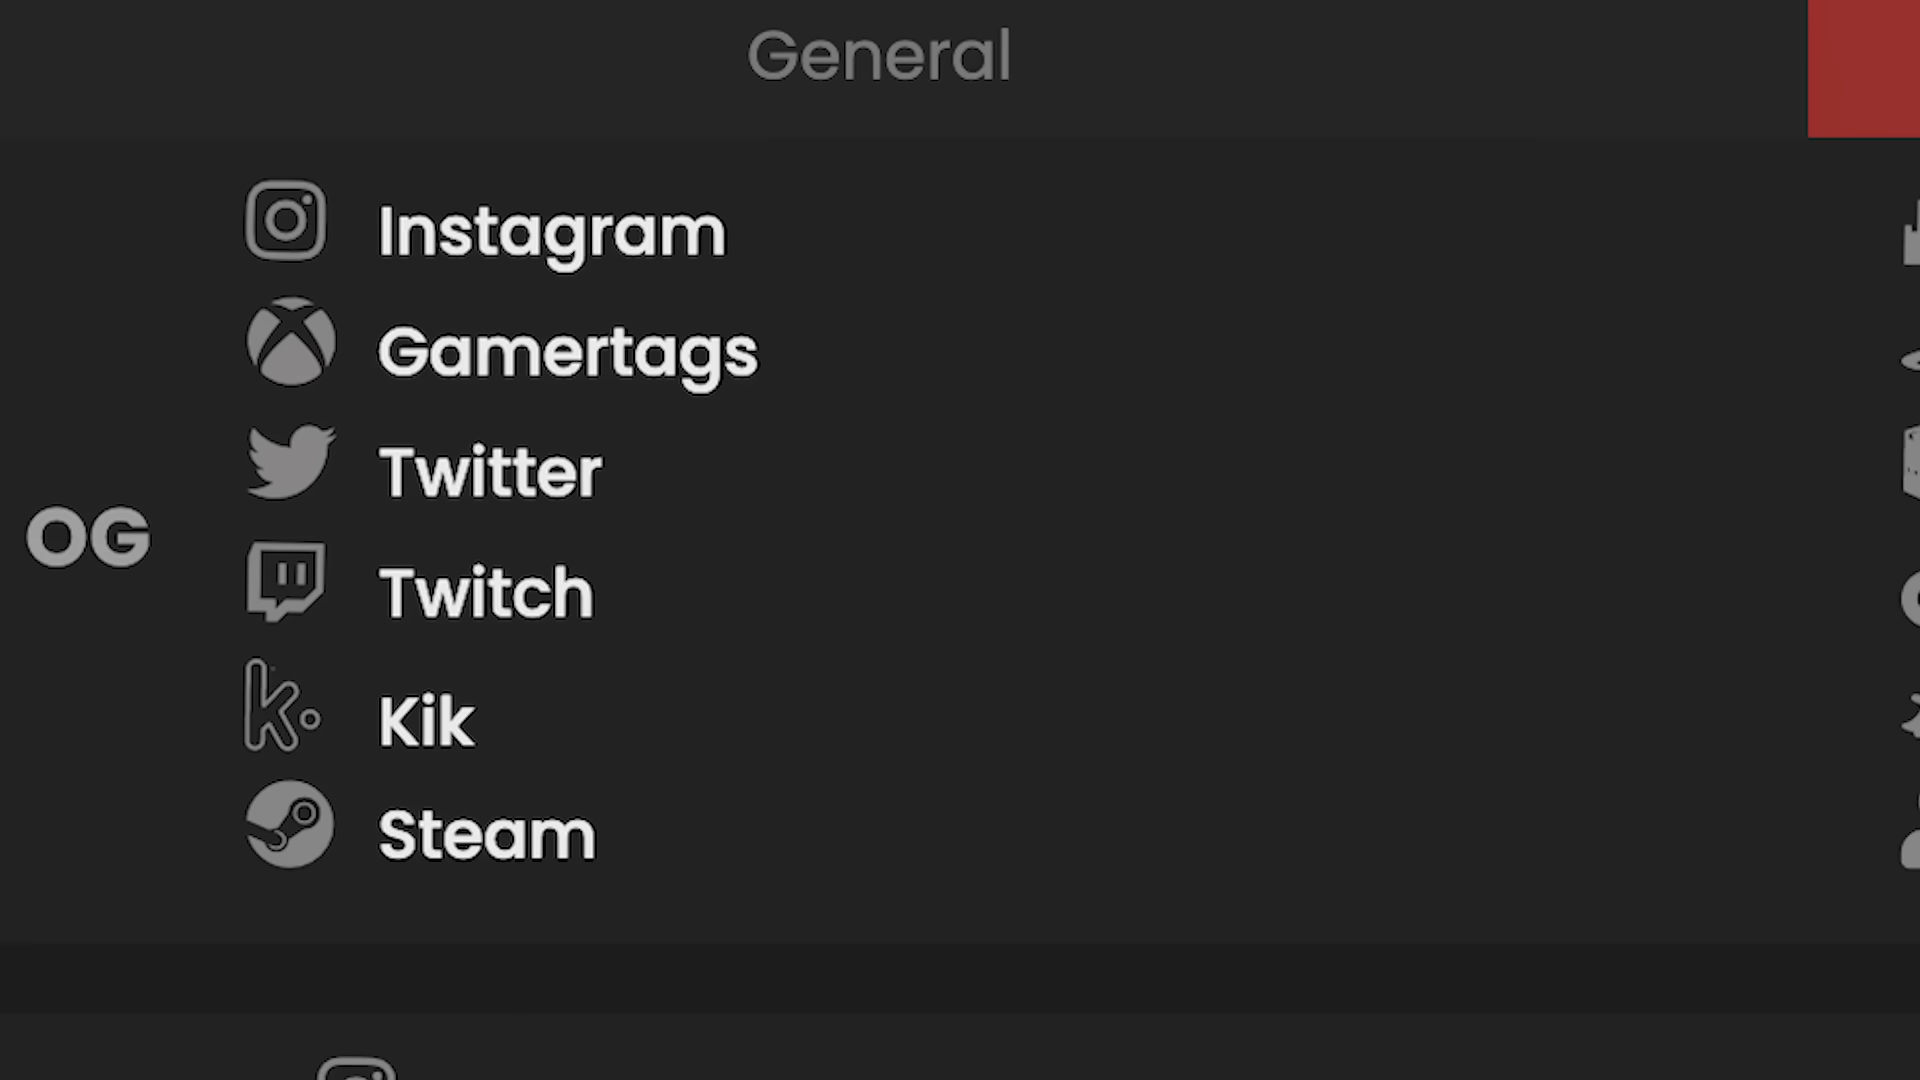 General
Instagram
Gamertags
Twitter
OG
Twitch
Kik
Steam